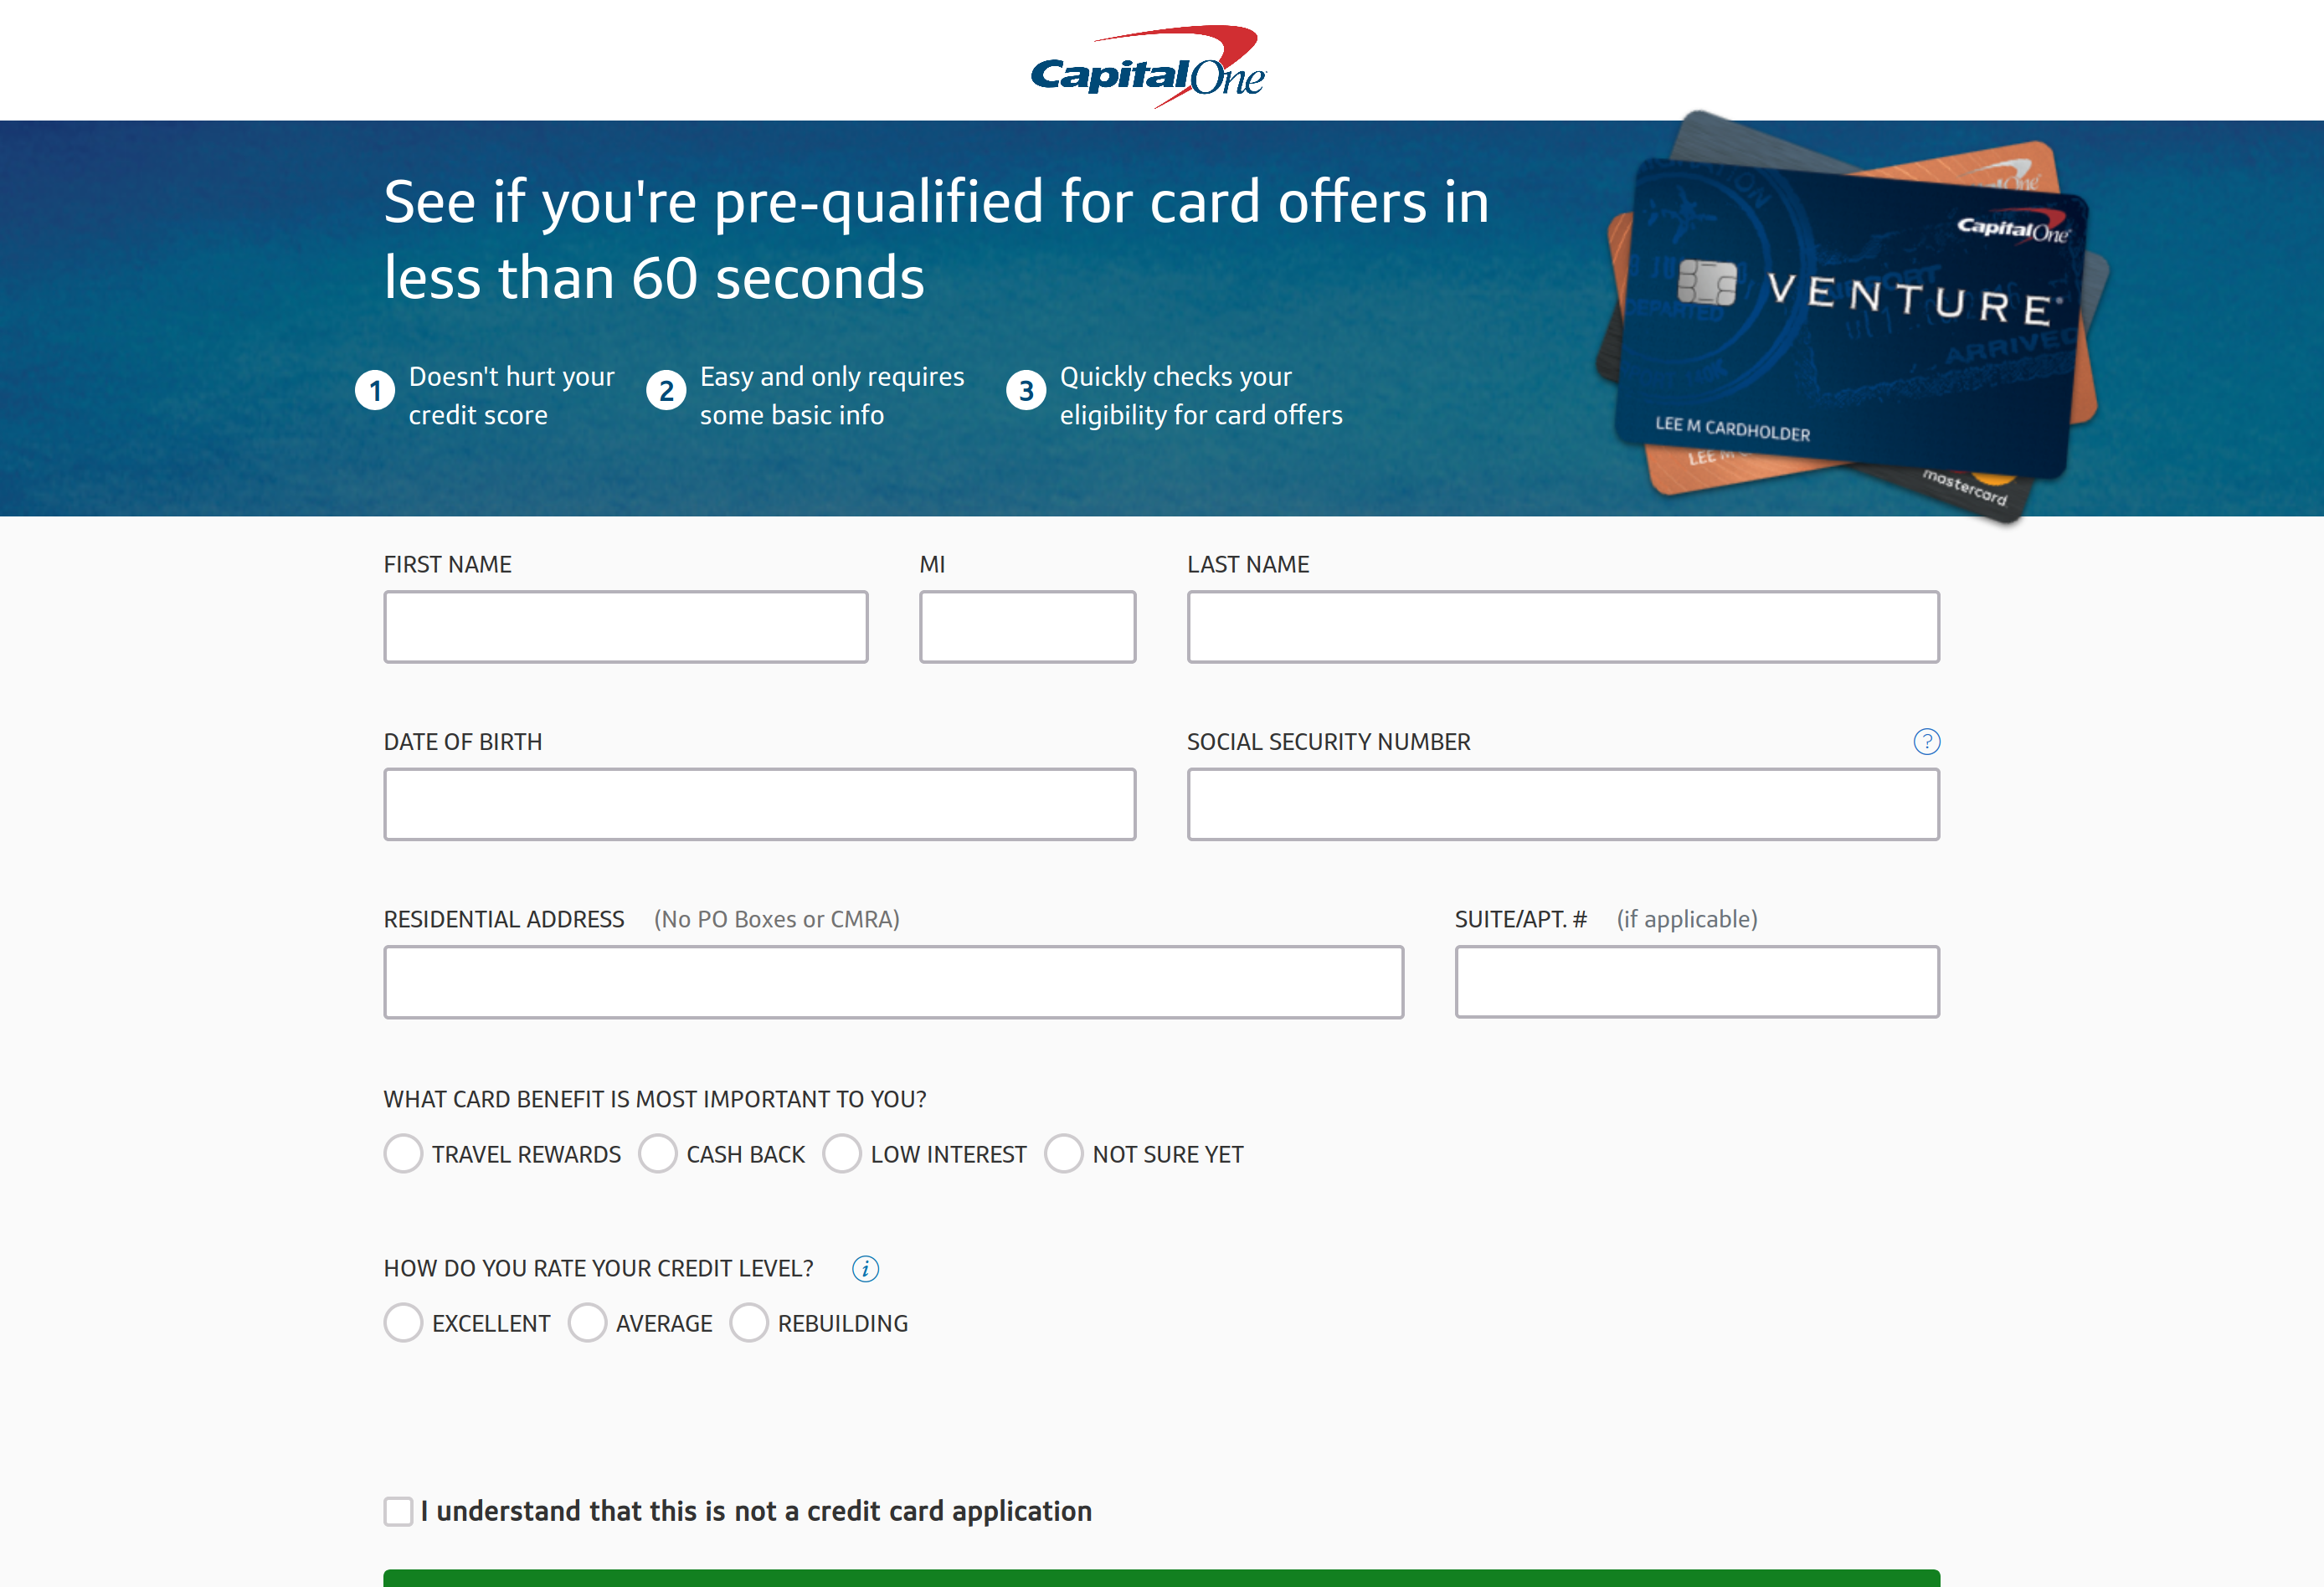 Capital One
See if you're pre-qualified for card offers in
less than 60 seconds
1 Doesn't hurt your
credit score
2 Easy and only requires
some basic info
3 Quickly checks your
eligibility for card offers
One
Capital One
VENTURE®
DEPARTED
ARRIVED
LEE M CARDHOLDER
LEE M
mastercard
FIRST NAME
MI
LAST NAME
DATE OF BIRTH
SOCIAL SECURITY NUMBER ?
RESIDENTIAL ADDRESS (No PO Boxes or CMRA)
SUITE/APT. # (if applicable)
WHAT CARD BENEFIT IS MOST IMPORTANT TO YOU?
TRAVEL REWARDS CASH BACK LOW INTEREST NOT SURE YET
HOW DO YOU RATE YOUR CREDIT LEVEL? i
EXCELLENT AVERAGE REBUILDING
I understand that this is not a credit card application